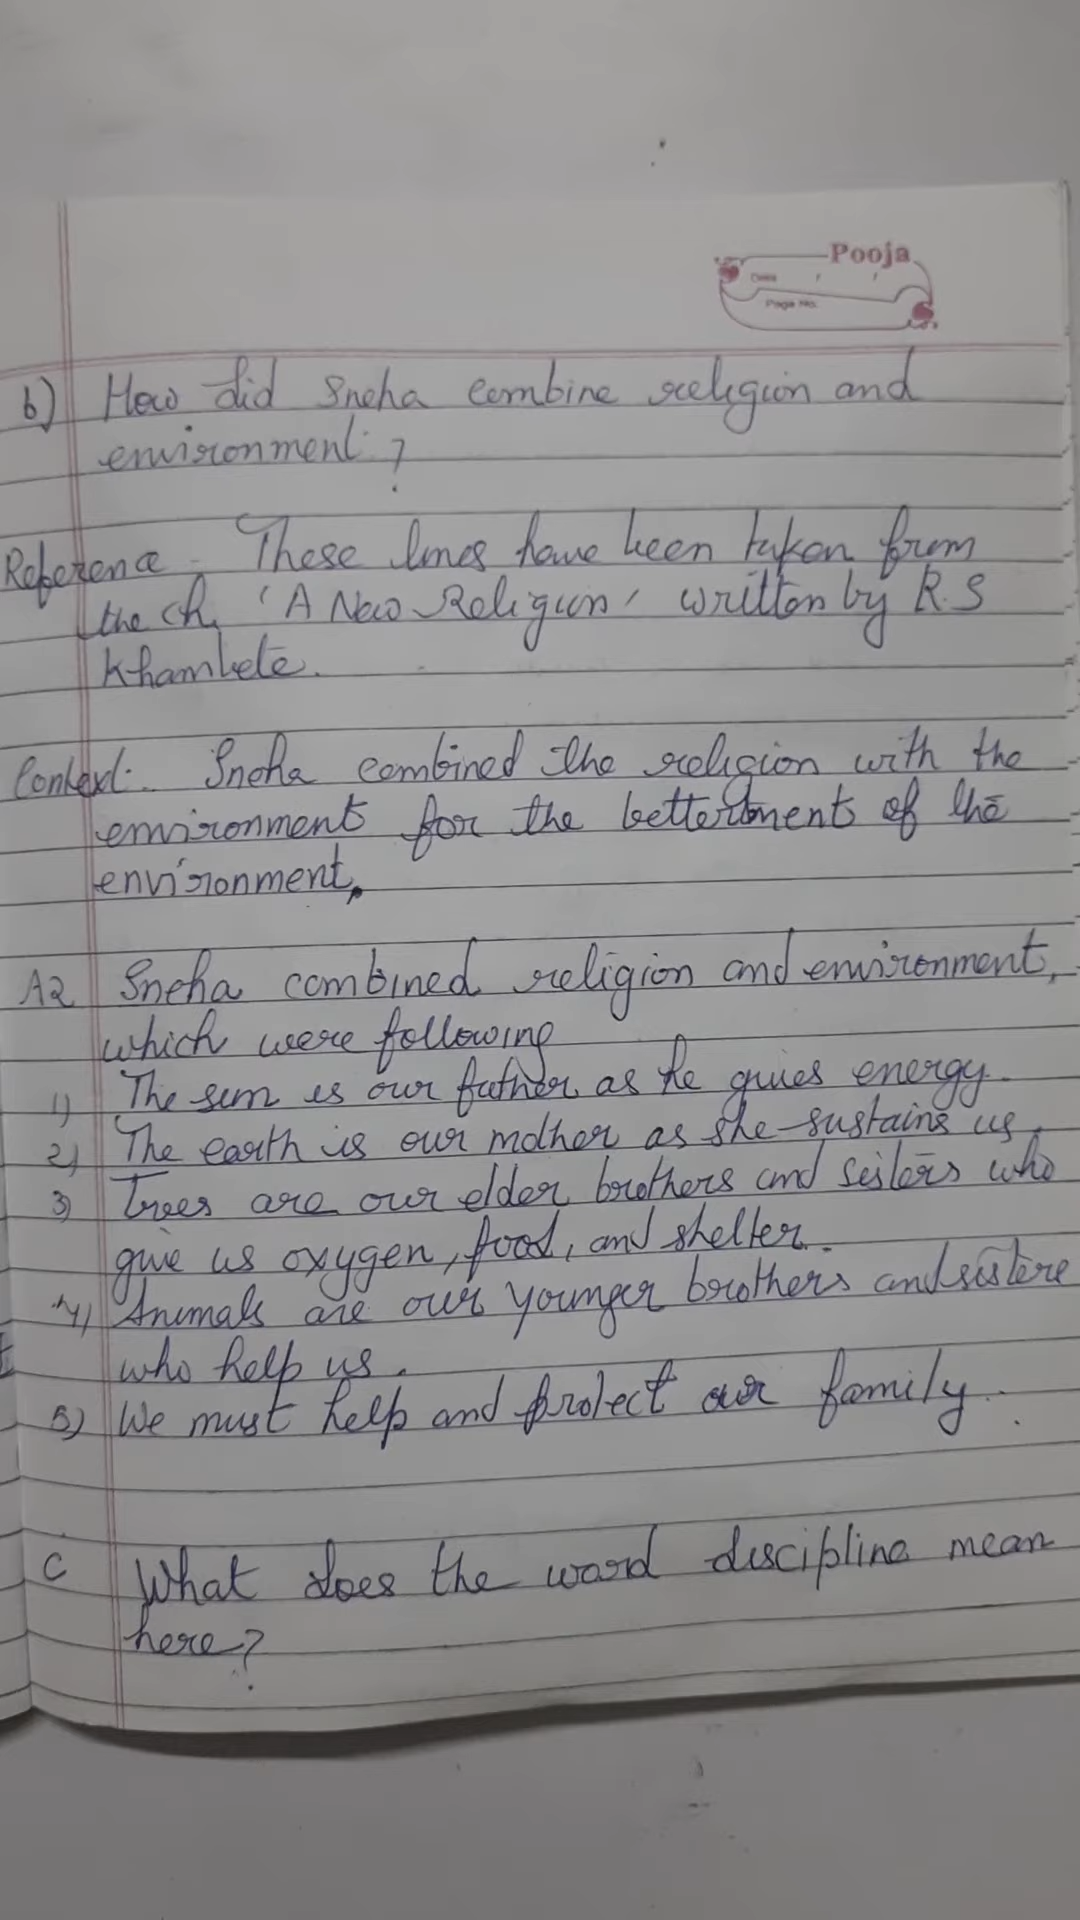 Pooja
Date / /
Page No.
b) How did Sneha combine religion and
environment ?
Reference - These lines have been taken from
the ch, 'A New Religion' written by R.S
Khambete.
Context:- Sneha combined the religion with the
environment for the betterment of the
environment.
A2 Sneha combined religion and environment,
which were following
1) The sun is our father as he gives energy.
2) The earth is our mother as she sustains us.
3) Trees are our elder brothers and sisters who
give us oxygen, food, and shelter.
4) Animals are our younger brothers and sisters
who help us.
5) We must help and protect our family.
C What does the word discipline mean
here?